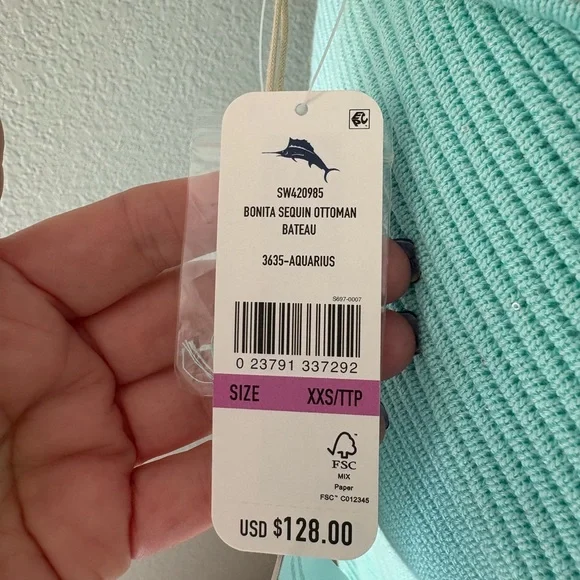 SW420985
BONITA SEQUIN OTTOMAN
BATEAU
3635-AQUARIUS
S697-0007
0 23791 337292
SIZE XXS/TTP
FSC
MIX
Paper
FSC™ C012345
USD $128.00